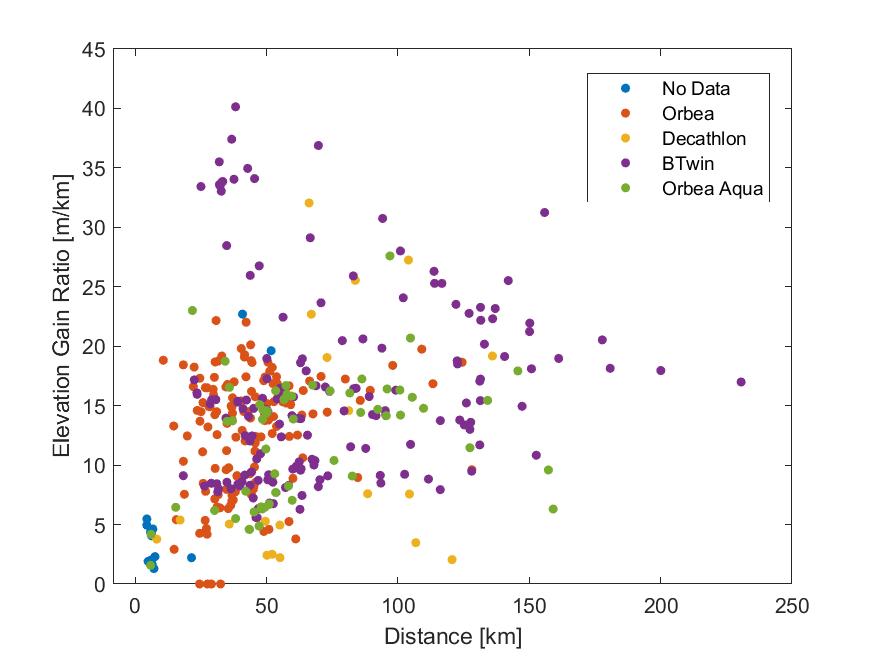 45
40
35
30
25
20
15
10
5
0
Elevation Gain Ratio [m/km]
No Data
Orbea
Decathlon
BTwin
Orbea Aqua
0 50 100 150 200 250
Distance [km]